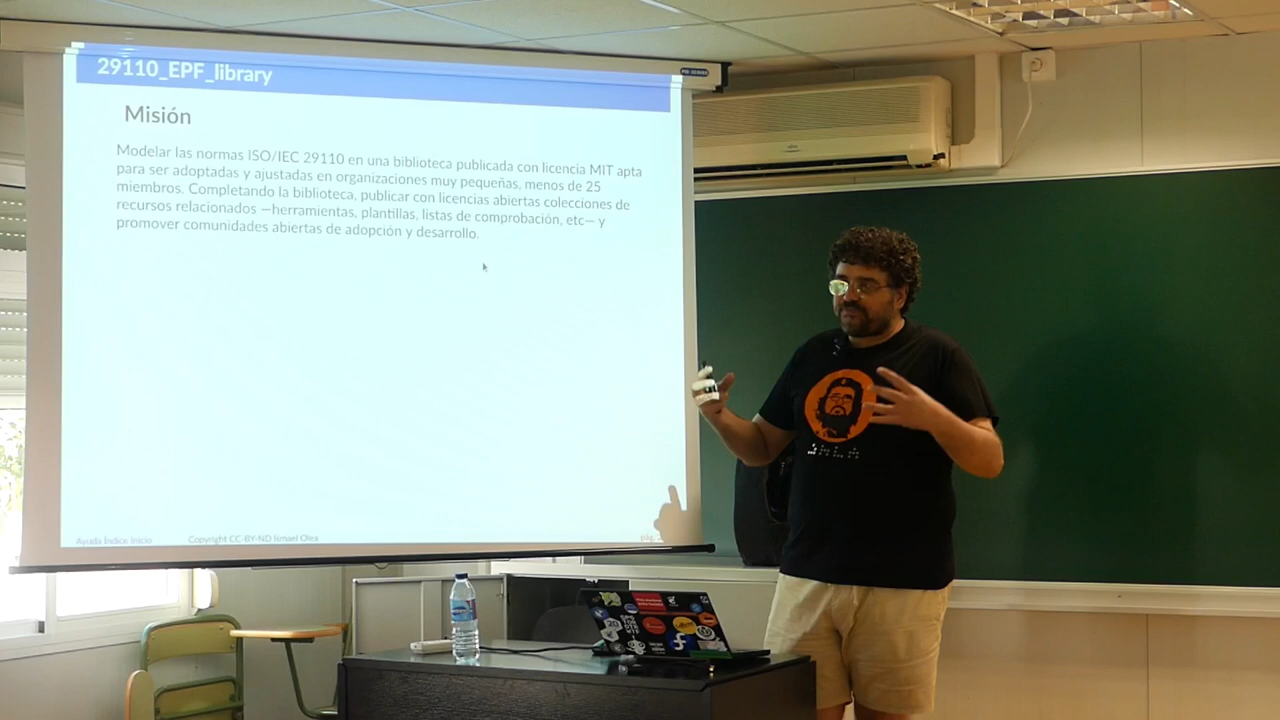 29110_EPF_library
Misión
Modelar las normas ISO/IEC 29110 en una biblioteca publicada con licencia MIT apta
para ser adoptadas y ajustadas en organizaciones muy pequeñas, menos de 25
miembros. Completando la biblioteca, publicar con licencias abiertas colecciones de
recursos relacionados —herramientas, plantillas, listas de comprobación, etc— y
promover comunidades abiertas de adopción y desarrollo.
Ayuda Índice Inicio
Copyright CC-BY-ND Ismael Olea
pág.